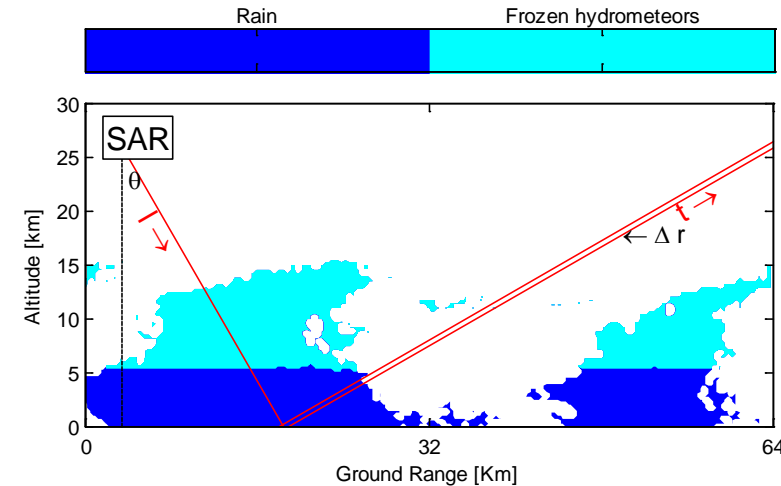 Rain Frozen hydrometeors
30
SAR
25
θ
l →
t →
20
← Δ r
15
10
5
0
Altitude [km]
0 32 64
Ground Range [Km]